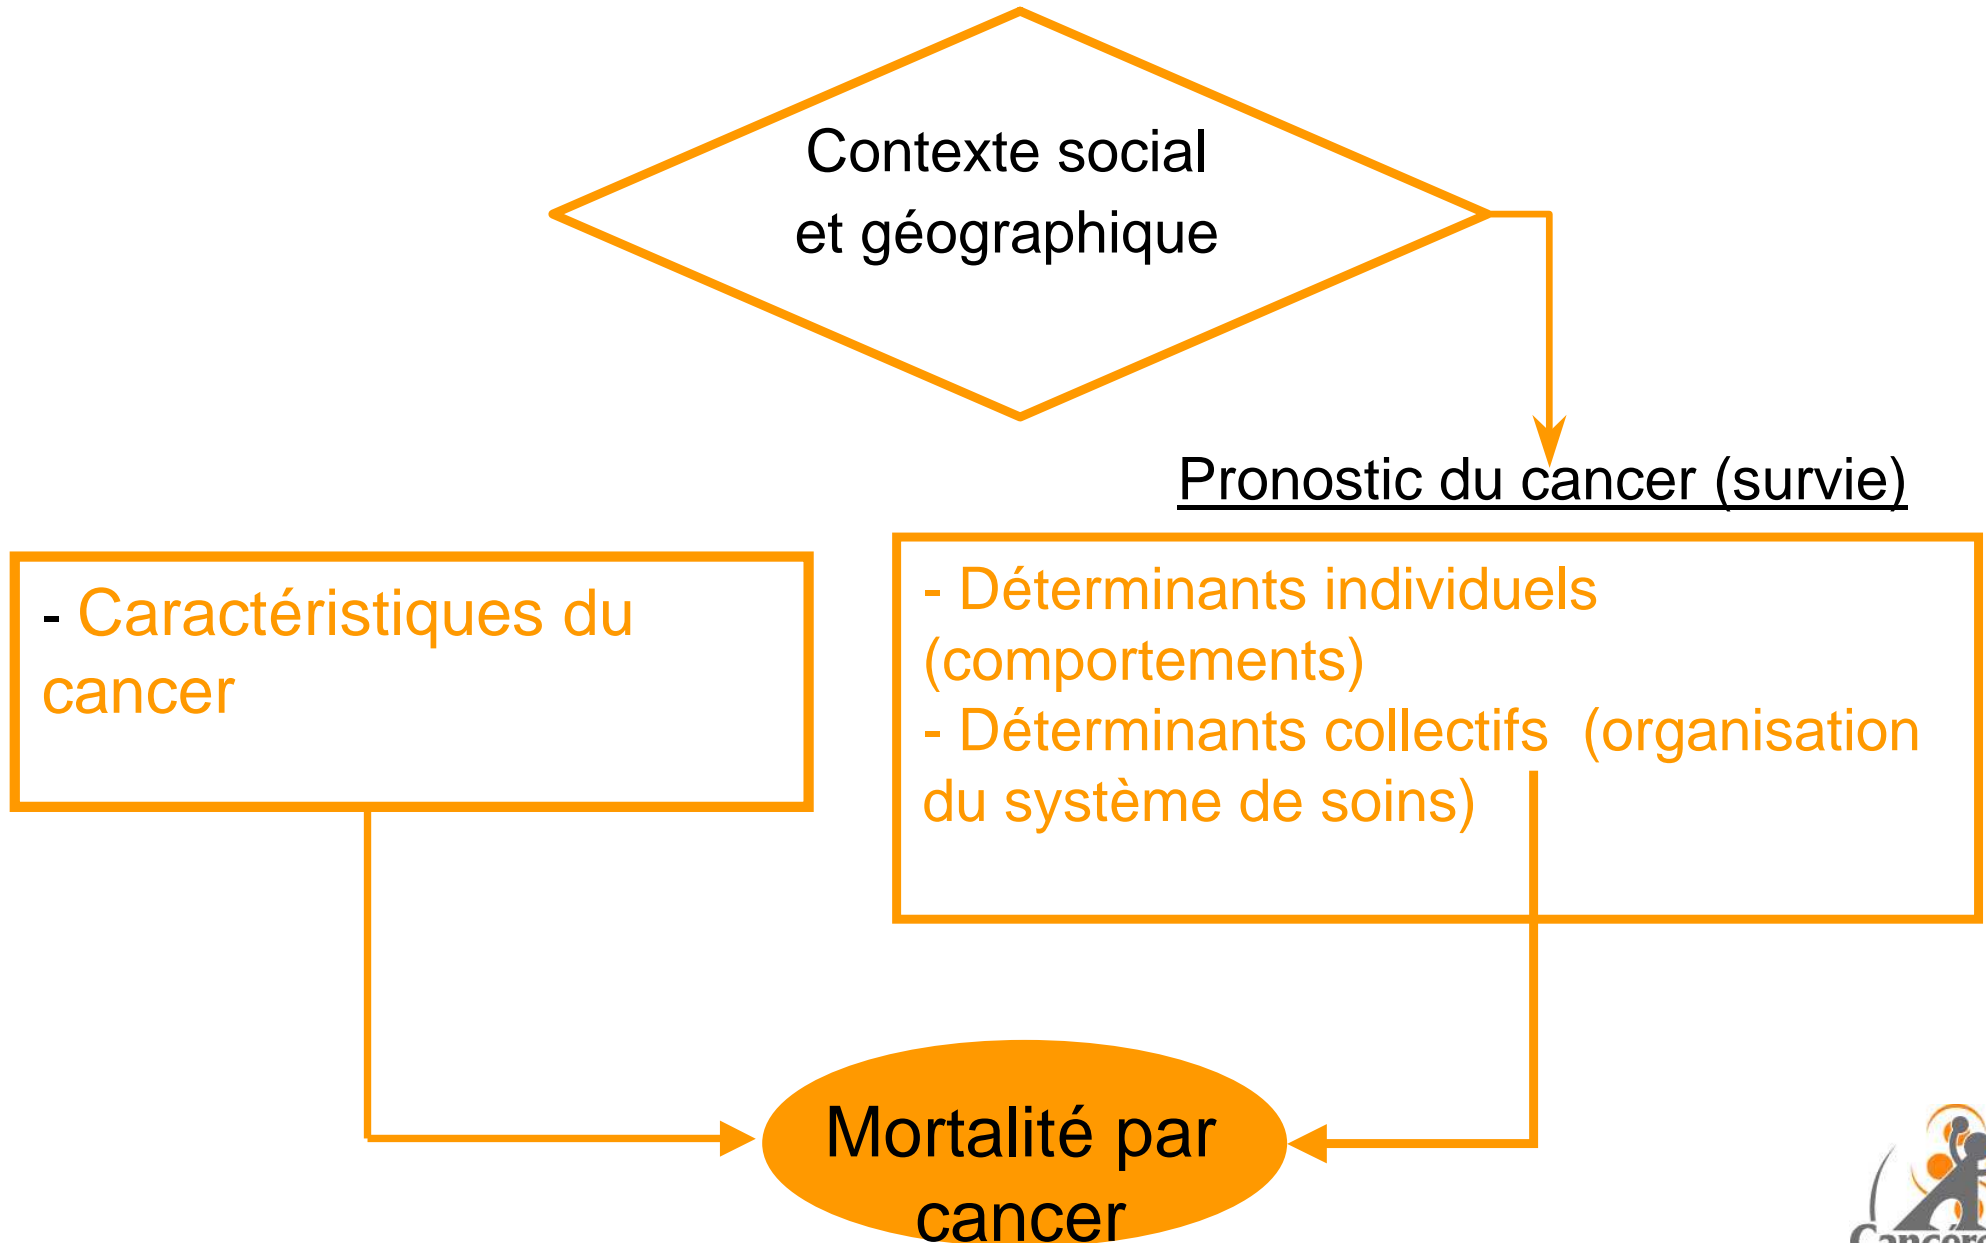 Contexte social
et géographique
Pronostic du cancer (survie)
- Caractéristiques du
cancer
- Déterminants individuels
(comportements)
- Déterminants collectifs (organisation
du système de soins)
Mortalité par
cancer